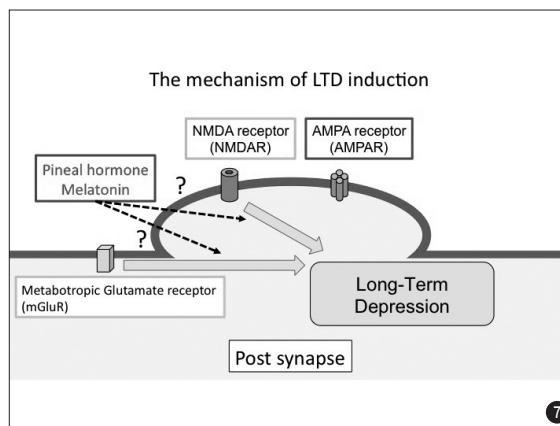 The mechanism of LTD induction
NMDA receptor
(NMDAR)
AMPA receptor
(AMPAR)
Pineal hormone
Melatonin
?
?
Metabotropic Glutamate receptor
(mGluR)
Long-Term
Depression
Post synapse
7